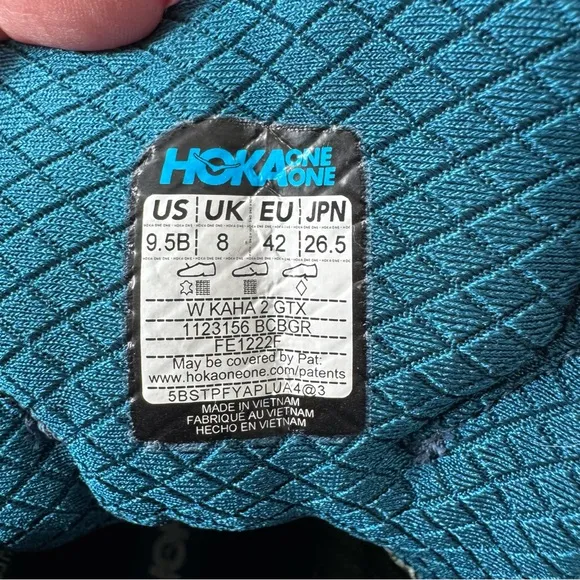 HOKA ONE ONE
US UK EU JPN
9.5B 8 42 26.5
W KAHA 2 GTX
1123156 BCBGR
FE1222F
May be covered by Pat:
www.hokaoneone.com/patents
5BSTPFYAPLUA4@3
MADE IN VIETNAM
FABRIQUÉ AU VIETNAM
HECHO EN VIETNAM
HOKA